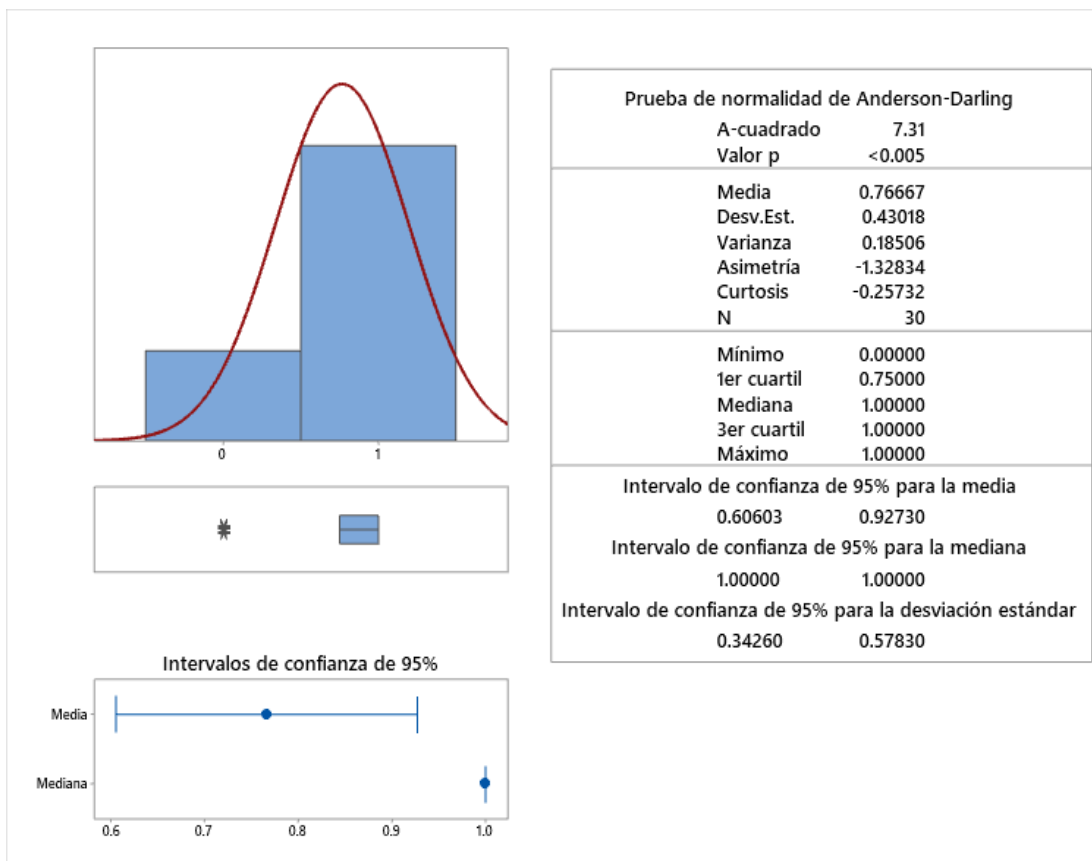 0 1
Intervalos de confianza de 95%
Media
Mediana
0.6 0.7 0.8 0.9 1.0
Prueba de normalidad de Anderson-Darling
A-cuadrado 7.31
Valor p <0.005
Media 0.76667
Desv.Est. 0.43018
Varianza 0.18506
Asimetría -1.32834
Curtosis -0.25732
N 30
Mínimo 0.00000
1er cuartil 0.75000
Mediana 1.00000
3er cuartil 1.00000
Máximo 1.00000
Intervalo de confianza de 95% para la media
0.60603 0.92730
Intervalo de confianza de 95% para la mediana
1.00000 1.00000
Intervalo de confianza de 95% para la desviación estándar
0.34260 0.57830